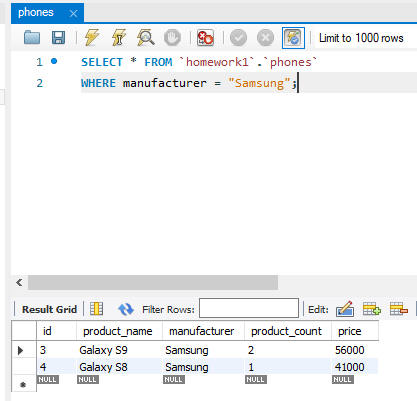 phones ×
Limit to 1000 rows
1 SELECT * FROM `homework1`.`phones`
2 WHERE manufacturer = "Samsung";
Result Grid Filter Rows: Edit:
id product_name manufacturer product_count price
3 Galaxy S9 Samsung 2 56000
4 Galaxy S8 Samsung 1 41000
NULL NULL NULL NULL NULL